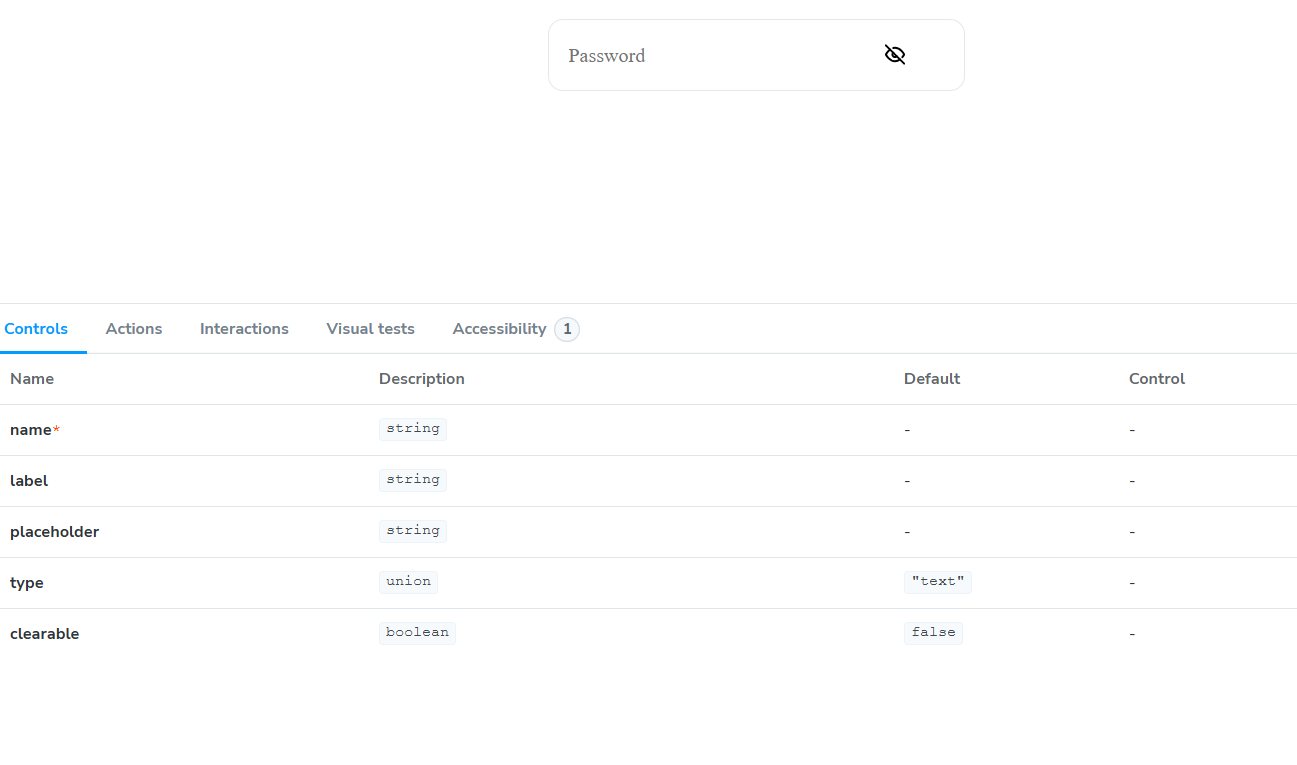 Password
Controls Actions Interactions Visual tests Accessibility 1
Name Description Default Control
name* string - -
label string - -
placeholder string - -
type union "text" -
clearable boolean false -